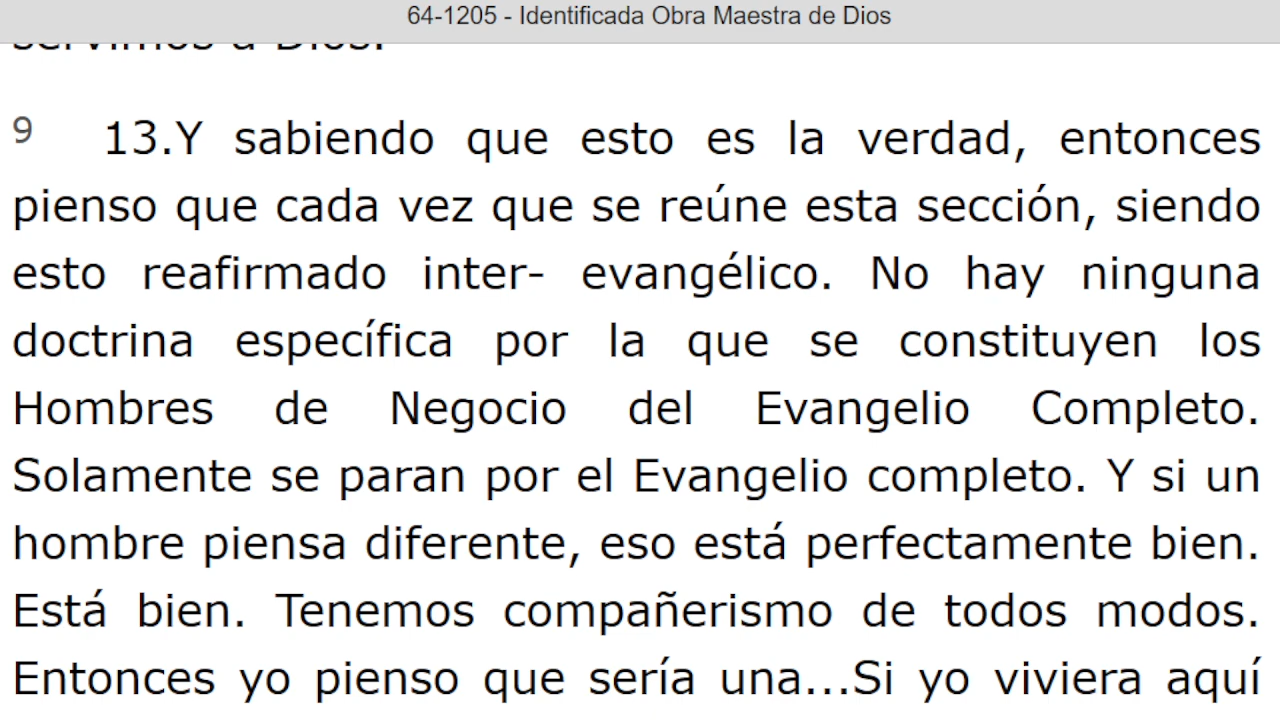 64-1205 - Identificada Obra Maestra de Dios
servimos a Dios.
9 13.Y sabiendo que esto es la verdad, entonces
pienso que cada vez que se reúne esta sección, siendo
esto reafirmado inter- evangélico. No hay ninguna
doctrina específica por la que se constituyen los
Hombres de Negocio del Evangelio Completo.
Solamente se paran por el Evangelio completo. Y si un
hombre piensa diferente, eso está perfectamente bien.
Está bien. Tenemos compañerismo de todos modos.
Entonces yo pienso que sería una...Si yo viviera aquí